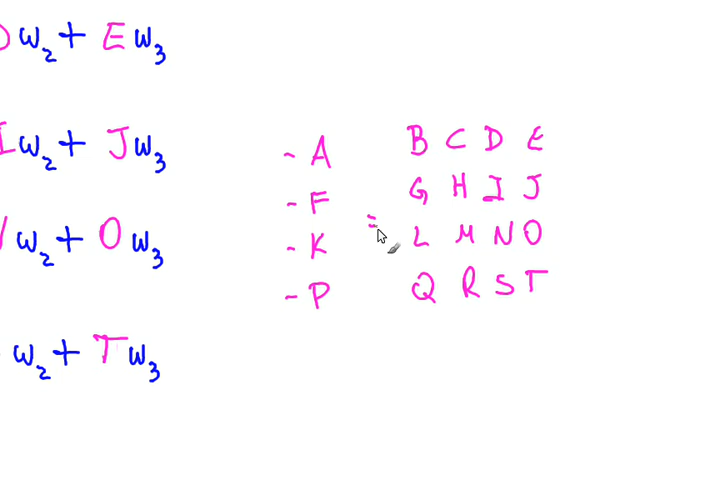 w₂ + E w₃
I w₂ + J w₃
w₂ + O w₃
w₂ + T w₃
- A
- F
- K
- P
=
B C D E
G H I J
L M N O
Q R S T